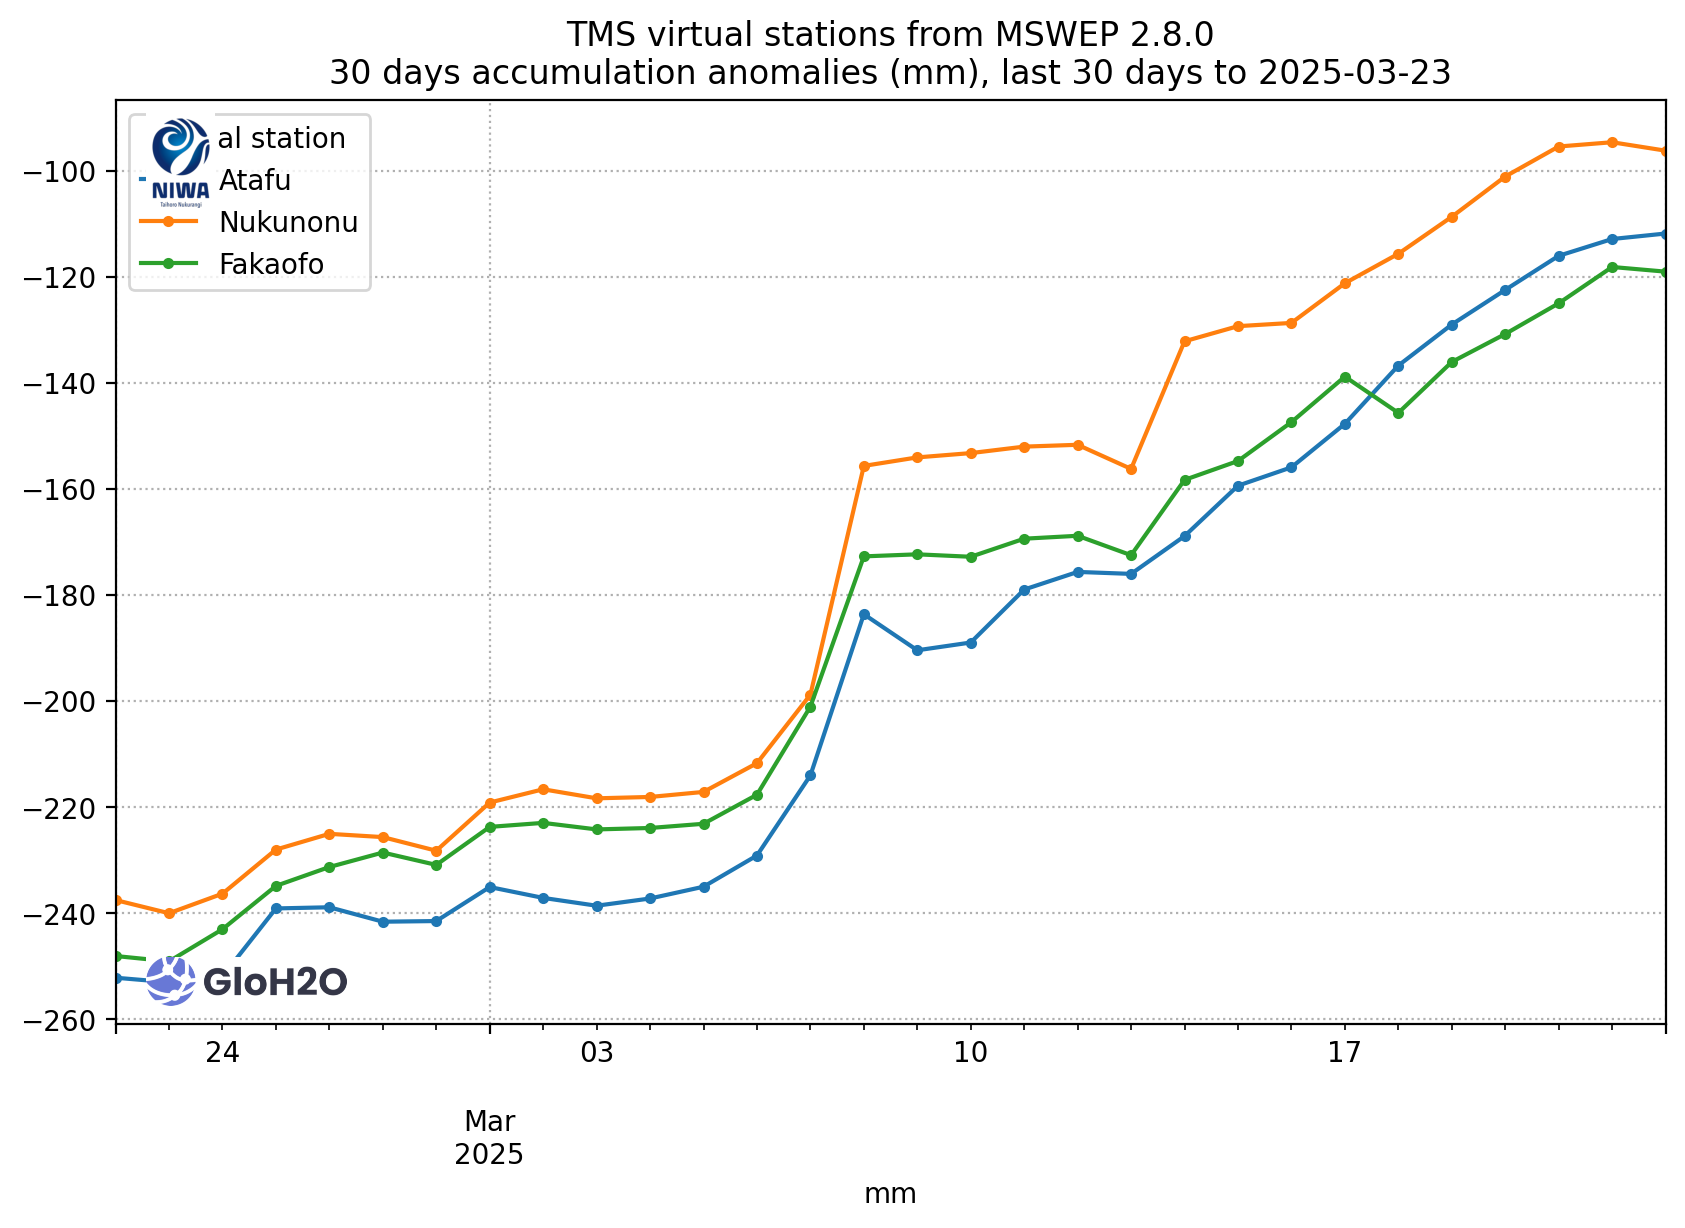 TMS virtual stations from MSWEP 2.8.0
30 days accumulation anomalies (mm), last 30 days to 2025-03-23
al station
Atafu
Nukunonu
Fakaofo
NIWA
Taihoro Nukurangi
−100
−120
−140
−160
−180
−200
−220
−240
−260
GloH2O
24
03
10
17
Mar
2025
mm